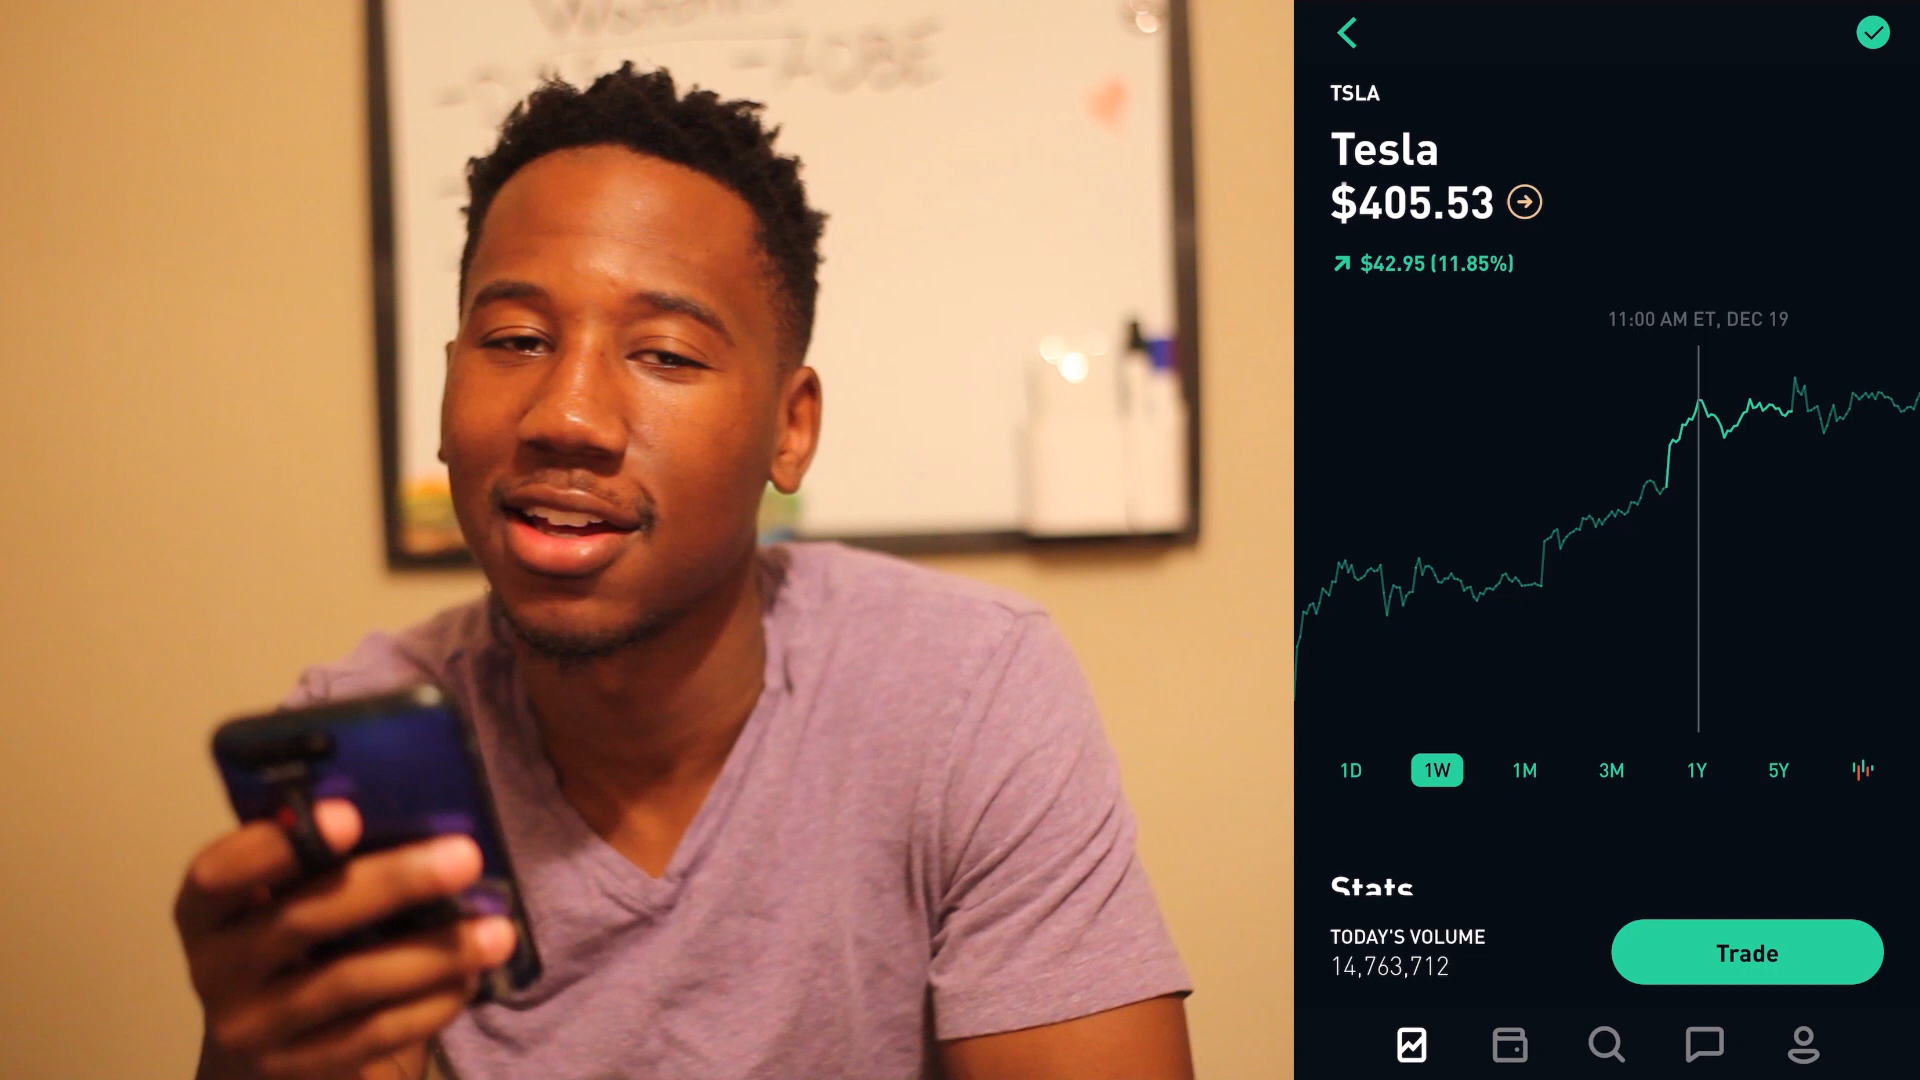 TSLA
Tesla
$405.53
$42.95 (11.85%)
11:00 AM ET, DEC 19
1D 1W 1M 3M 1Y 5Y
Stats
TODAY'S VOLUME
14,763,712
Trade